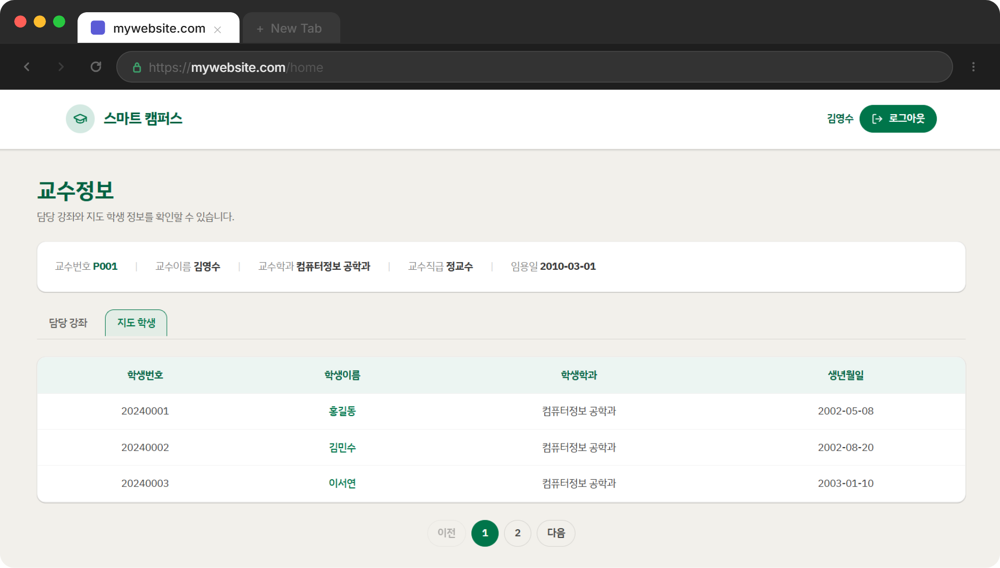 mywebsite.com ×
+ New Tab
https://mywebsite.com/home
스마트 캠퍼스
김영수 로그아웃
교수정보
담당 강좌와 지도 학생 정보를 확인할 수 있습니다.
교수번호 P001 | 교수이름 김영수 | 교수학과 컴퓨터정보 공학과 | 교수직급 정교수 | 임용일 2010-03-01
담당 강좌 지도 학생
학생번호 학생이름 학생학과 생년월일
20240001 홍길동 컴퓨터정보 공학과 2002-05-08
20240002 김민수 컴퓨터정보 공학과 2002-08-20
20240003 이서연 컴퓨터정보 공학과 2003-01-10
이전 1 2 다음